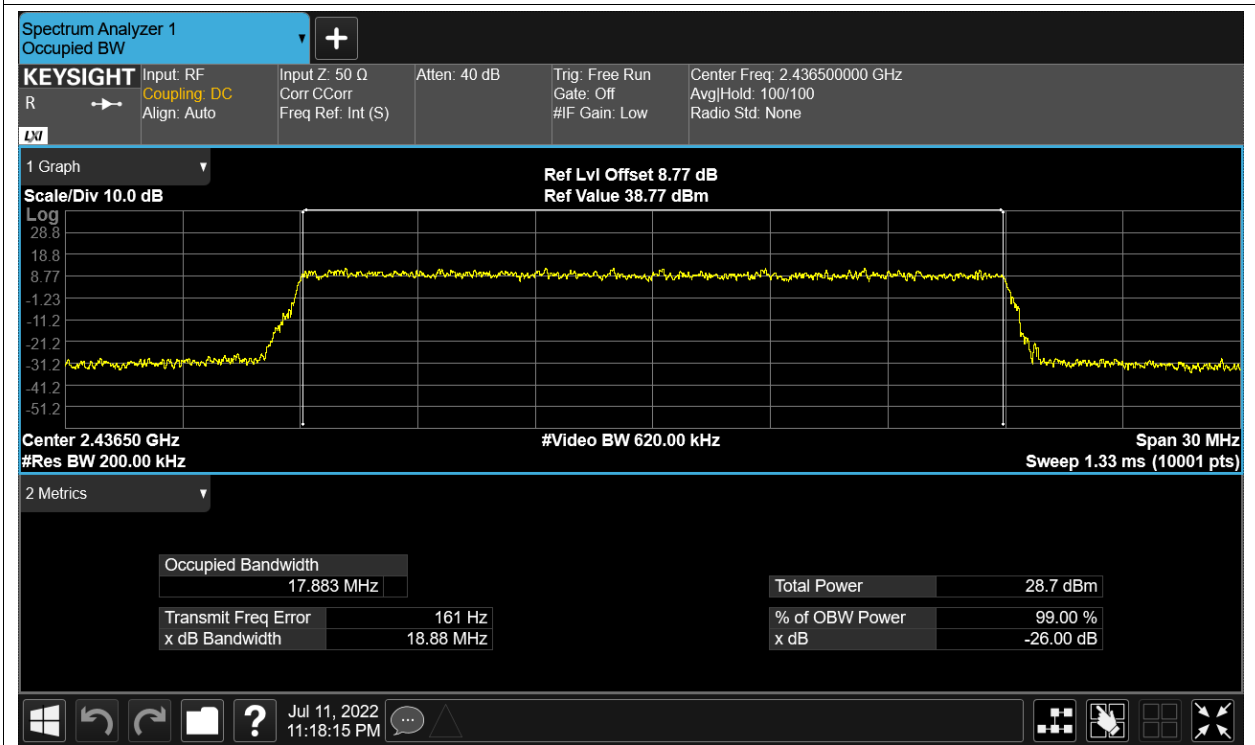 Spectrum Analyzer 1
Occupied BW
KEYSIGHT
R
LXI
Input: RF
Coupling: DC
Align: Auto
Input Z: 50 Ω
Corr CCorr
Freq Ref: Int (S)
Atten: 40 dB
Trig: Free Run
Gate: Off
#IF Gain: Low
Center Freq: 2.436500000 GHz
Avg|Hold: 100/100
Radio Std: None
1 Graph
Scale/Div 10.0 dB
Ref Lvl Offset 8.77 dB
Ref Value 38.77 dBm
Log
28.8
18.8
8.77
-1.23
-11.2
-21.2
-31.2
-41.2
-51.2
Center 2.43650 GHz
#Video BW 620.00 kHz
Span 30 MHz
#Res BW 200.00 kHz
Sweep 1.33 ms (10001 pts)
2 Metrics
Occupied Bandwidth
17.883 MHz
Total Power 28.7 dBm
Transmit Freq Error 161 Hz
% of OBW Power 99.00 %
x dB Bandwidth 18.88 MHz
x dB -26.00 dB
?
Jul 11, 2022
11:18:15 PM